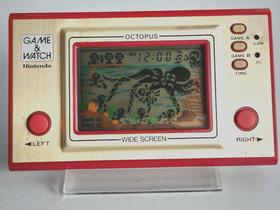 OCTOPUS
GAME
&
WATCH
Nintendo
GAME A
GAME B
TIME
12:00
◄LEFT
RIGHT►
WIDE SCREEN